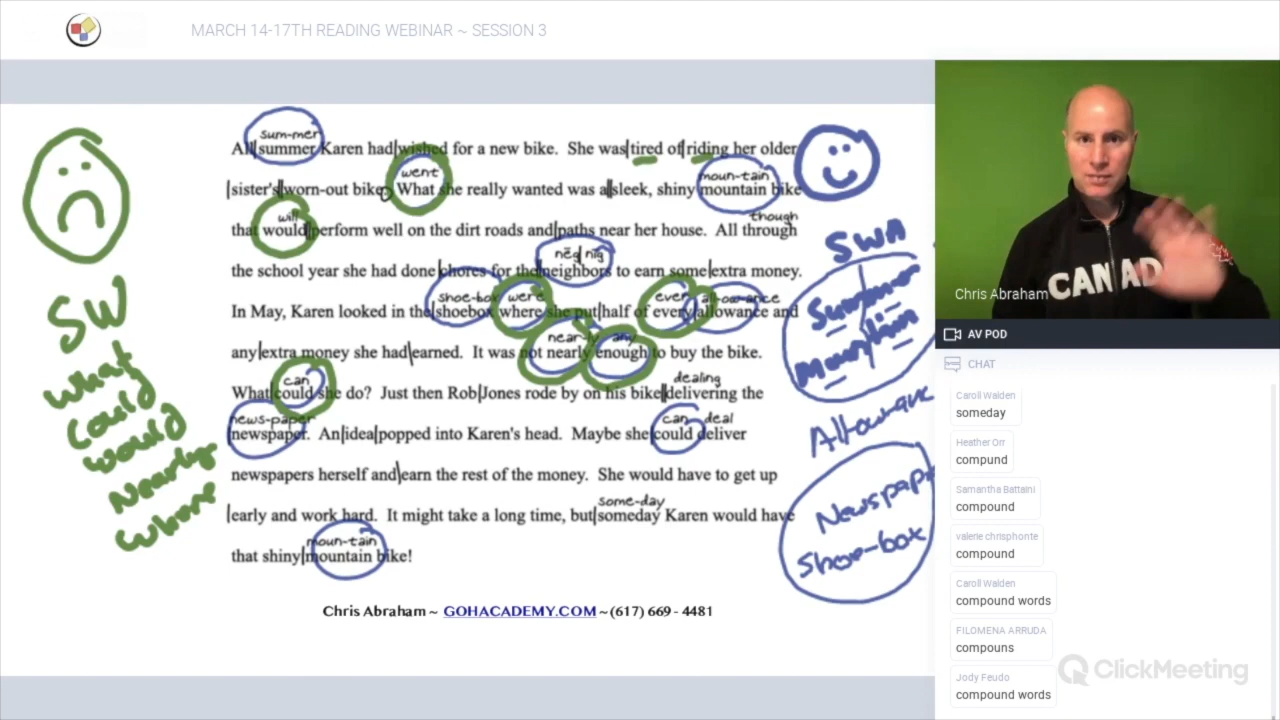 MARCH 14-17TH READING WEBINAR ~ SESSION 3
sum-mer
All summer Karen had wished for a new bike. She was tired of riding her older
went
moun-tain
sister's worn-out bike. What she really wanted was a sleek, shiny mountain bike
will
though
that would perform well on the dirt roads and paths near her house. All through
nĕg nīg
the school year she had done chores for the neighbors to earn some extra money.
shoe-box were ever all-ow-ance
In May, Karen looked in the shoebox where she put half of every allowance and
near-ly any
any extra money she had earned. It was not nearly enough to buy the bike.
can
dealing
What could she do? Just then Rob Jones rode by on his bike delivering the
news-paper
can deal
newspaper. An idea popped into Karen's head. Maybe she could deliver
newspapers herself and earn the rest of the money. She would have to get up
some-day
early and work hard. It might take a long time, but someday Karen would have
moun-tain
that shiny mountain bike!
Chris Abraham ~ GOHACADEMY.COM ~ (617) 669 - 4481
SW
What
Could
would
Nearly
Where
SWA
Summer
Mountain
Allowance
Newspap
Shoe-box
CANAD
Chris Abraham
AV POD
CHAT
Caroll Walden
someday
Heather Orr
compund
Samantha Battaini
compound
valerie chrisphonte
compound
Caroll Walden
compound words
FILOMENA ARRUDA
compouns
Jody Feudo
compound words
ClickMeeting